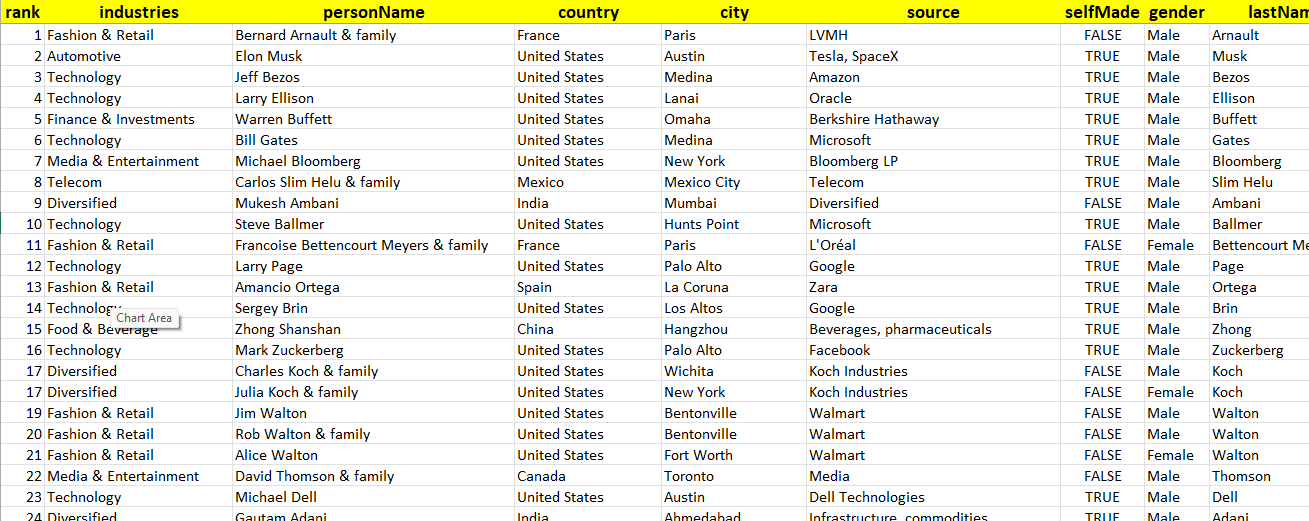 rank industries personName country city source selfMade gender lastNam
1 Fashion & Retail Bernard Arnault & family France Paris LVMH FALSE Male Arnault
2 Automotive Elon Musk United States Austin Tesla, SpaceX TRUE Male Musk
3 Technology Jeff Bezos United States Medina Amazon TRUE Male Bezos
4 Technology Larry Ellison United States Lanai Oracle TRUE Male Ellison
5 Finance & Investments Warren Buffett United States Omaha Berkshire Hathaway TRUE Male Buffett
6 Technology Bill Gates United States Medina Microsoft TRUE Male Gates
7 Media & Entertainment Michael Bloomberg United States New York Bloomberg LP TRUE Male Bloomberg
8 Telecom Carlos Slim Helu & family Mexico Mexico City Telecom TRUE Male Slim Helu
9 Diversified Mukesh Ambani India Mumbai Diversified FALSE Male Ambani
10 Technology Steve Ballmer United States Hunts Point Microsoft TRUE Male Ballmer
11 Fashion & Retail Francoise Bettencourt Meyers & family France Paris L'Oréal FALSE Female Bettencourt Me
12 Technology Larry Page United States Palo Alto Google TRUE Male Page
13 Fashion & Retail Amancio Ortega Spain La Coruna Zara TRUE Male Ortega
14 Technology Sergey Brin United States Los Altos Google TRUE Male Brin
Chart Area
15 Food & Beverage Zhong Shanshan China Hangzhou Beverages, pharmaceuticals TRUE Male Zhong
16 Technology Mark Zuckerberg United States Palo Alto Facebook TRUE Male Zuckerberg
17 Diversified Charles Koch & family United States Wichita Koch Industries FALSE Male Koch
17 Diversified Julia Koch & family United States New York Koch Industries FALSE Female Koch
19 Fashion & Retail Jim Walton United States Bentonville Walmart FALSE Male Walton
20 Fashion & Retail Rob Walton & family United States Bentonville Walmart FALSE Male Walton
21 Fashion & Retail Alice Walton United States Fort Worth Walmart FALSE Female Walton
22 Media & Entertainment David Thomson & family Canada Toronto Media FALSE Male Thomson
23 Technology Michael Dell United States Austin Dell Technologies TRUE Male Dell
24 Diversified Gautam Adani India Ahmedabad Infrastructure, commodities TRUE Male Adani